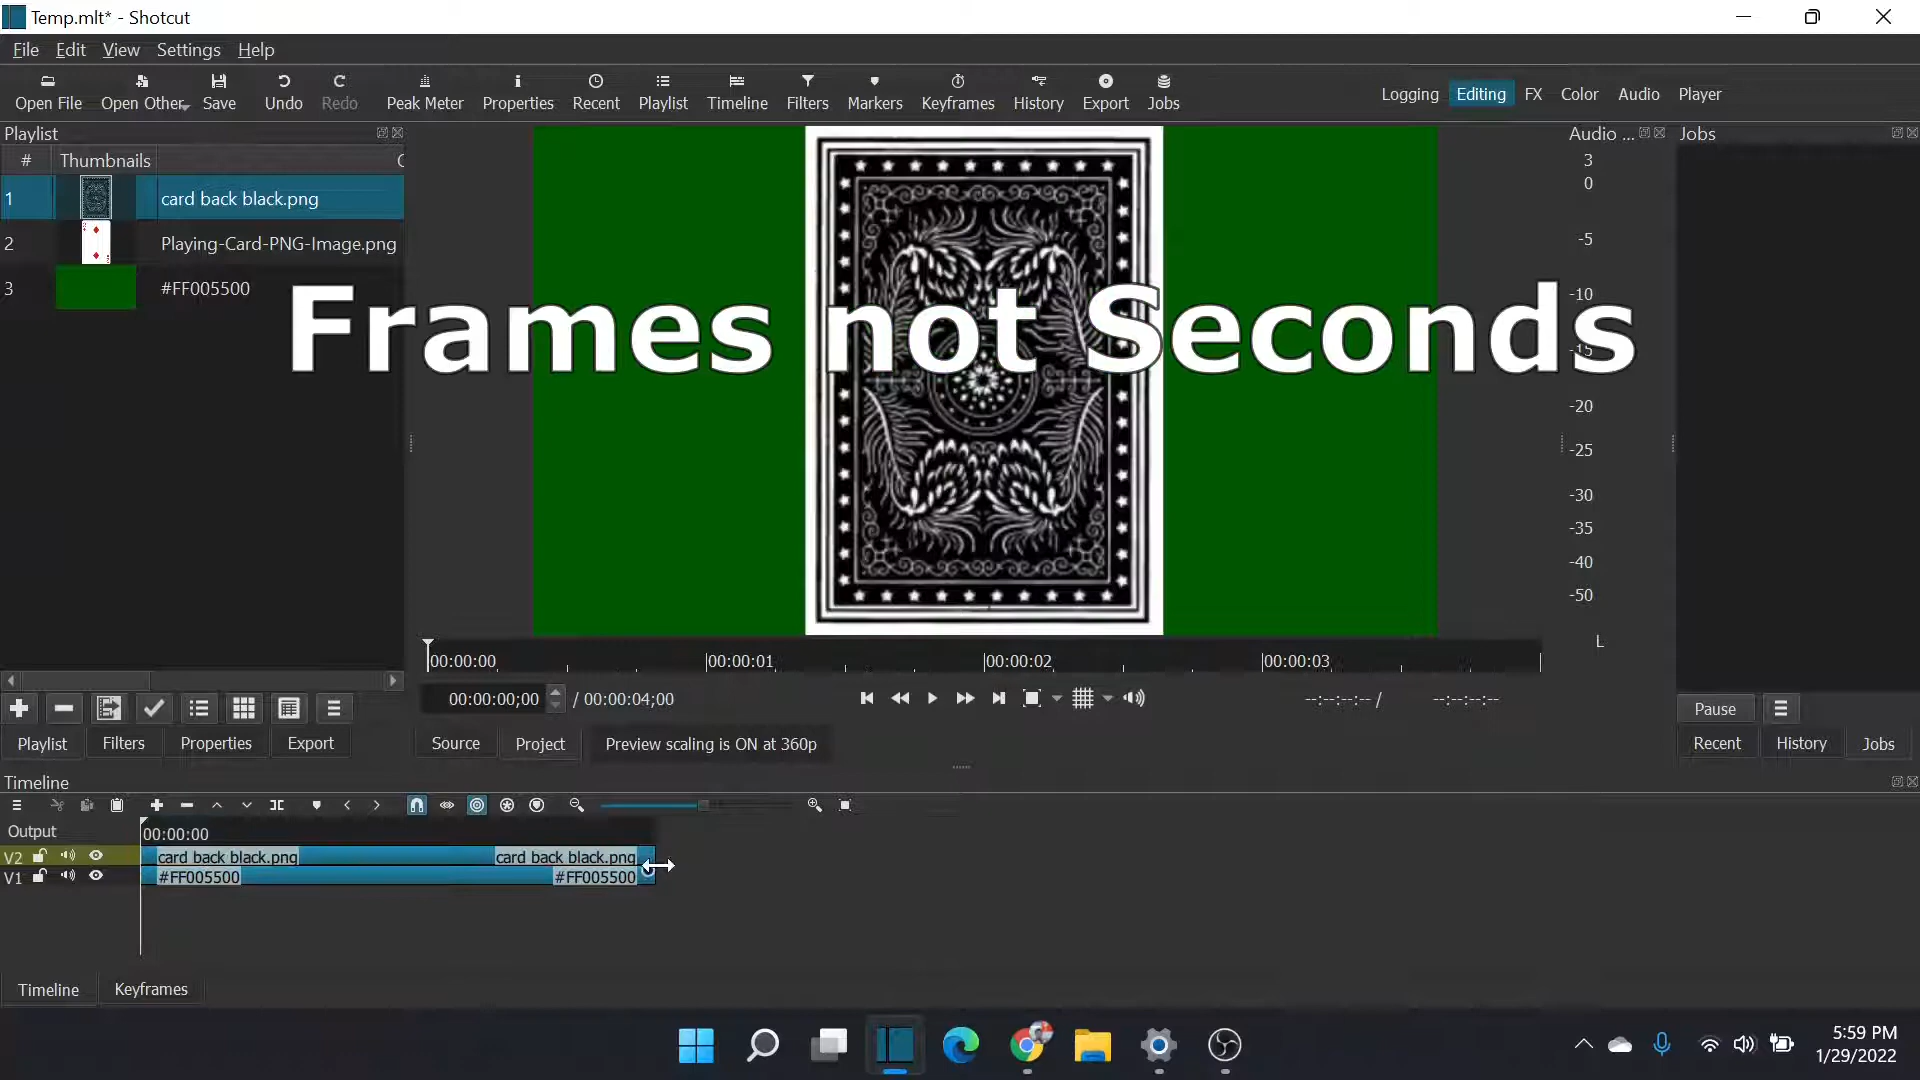 Temp.mlt* - Shotcut
File Edit View Settings Help
Open File Open Other Save Undo Redo Peak Meter Properties Recent Playlist Timeline Filters Markers Keyframes History Export Jobs Logging Editing FX Color Audio Player
Playlist
Audio ...
Jobs
# Thumbnails
1 card back black.png
2 Playing-Card-PNG-Image.png
3 #FF005500
Frames not Seconds
3
0
-5
-10
-15
-20
-25
-30
-35
-40
-50
L
00:00:00 00:00:01 00:00:02 00:00:03
00:00:00;00 / 00:00:04;00 --:--:--:-- / --:--:--:--
Pause
Playlist Filters Properties Export
Source Project Preview scaling is ON at 360p
Recent History Jobs
Timeline
Output 00:00:00
V2 card back black.png card back black.png
V1 #FF005500 #FF005500
Timeline Keyframes
5:59 PM
1/29/2022